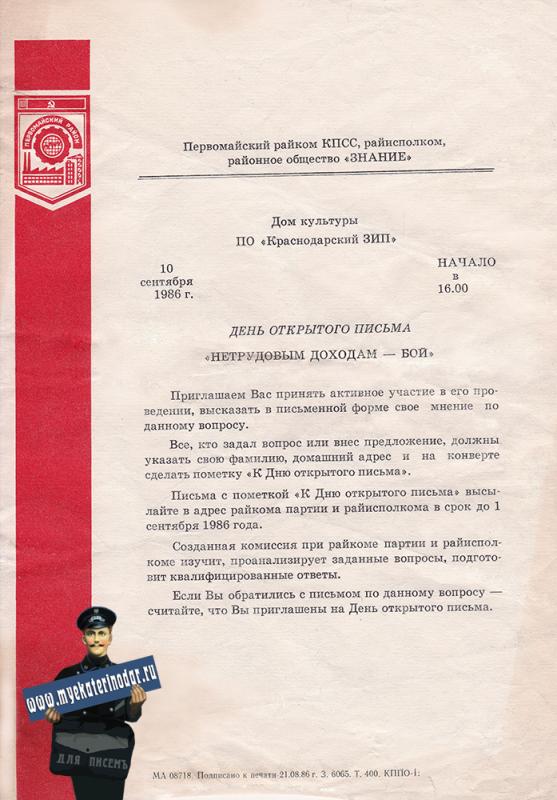 ПЕРВОМАЙСКИЙ РАЙОН
Первомайский райком КПСС, райисполком,
районное общество «ЗНАНИЕ»
Дом культуры
ПО «Краснодарский ЗИП»
10
сентября
1986 г.
НАЧАЛО
в
16.00
ДЕНЬ ОТКРЫТОГО ПИСЬМА
«НЕТРУДОВЫМ ДОХОДАМ — БОЙ»
Приглашаем Вас принять активное участие в его про-
ведении, высказать в письменной форме свое мнение по
данному вопросу.
Все, кто задал вопрос или внес предложение, должны
указать свою фамилию, домашний адрес и на конверте
сделать пометку «К Дню открытого письма».
Письма с пометкой «К Дню открытого письма» высы-
лайте в адрес райкома партии и райисполкома в срок до 1
сентября 1986 года.
Созданная комиссия при райкоме партии и райиспол-
коме изучит, проанализирует заданные вопросы, подгото-
вит квалифицированные ответы.
Если Вы обратились с письмом по данному вопросу —
считайте, что Вы приглашены на День открытого письма.
www.myekaterinodar.ru
ДЛЯ ПИСЕМЪ
МА 08718. Подписано к печати 21.08.86 г. З. 6065. Т. 400. КППО-1: